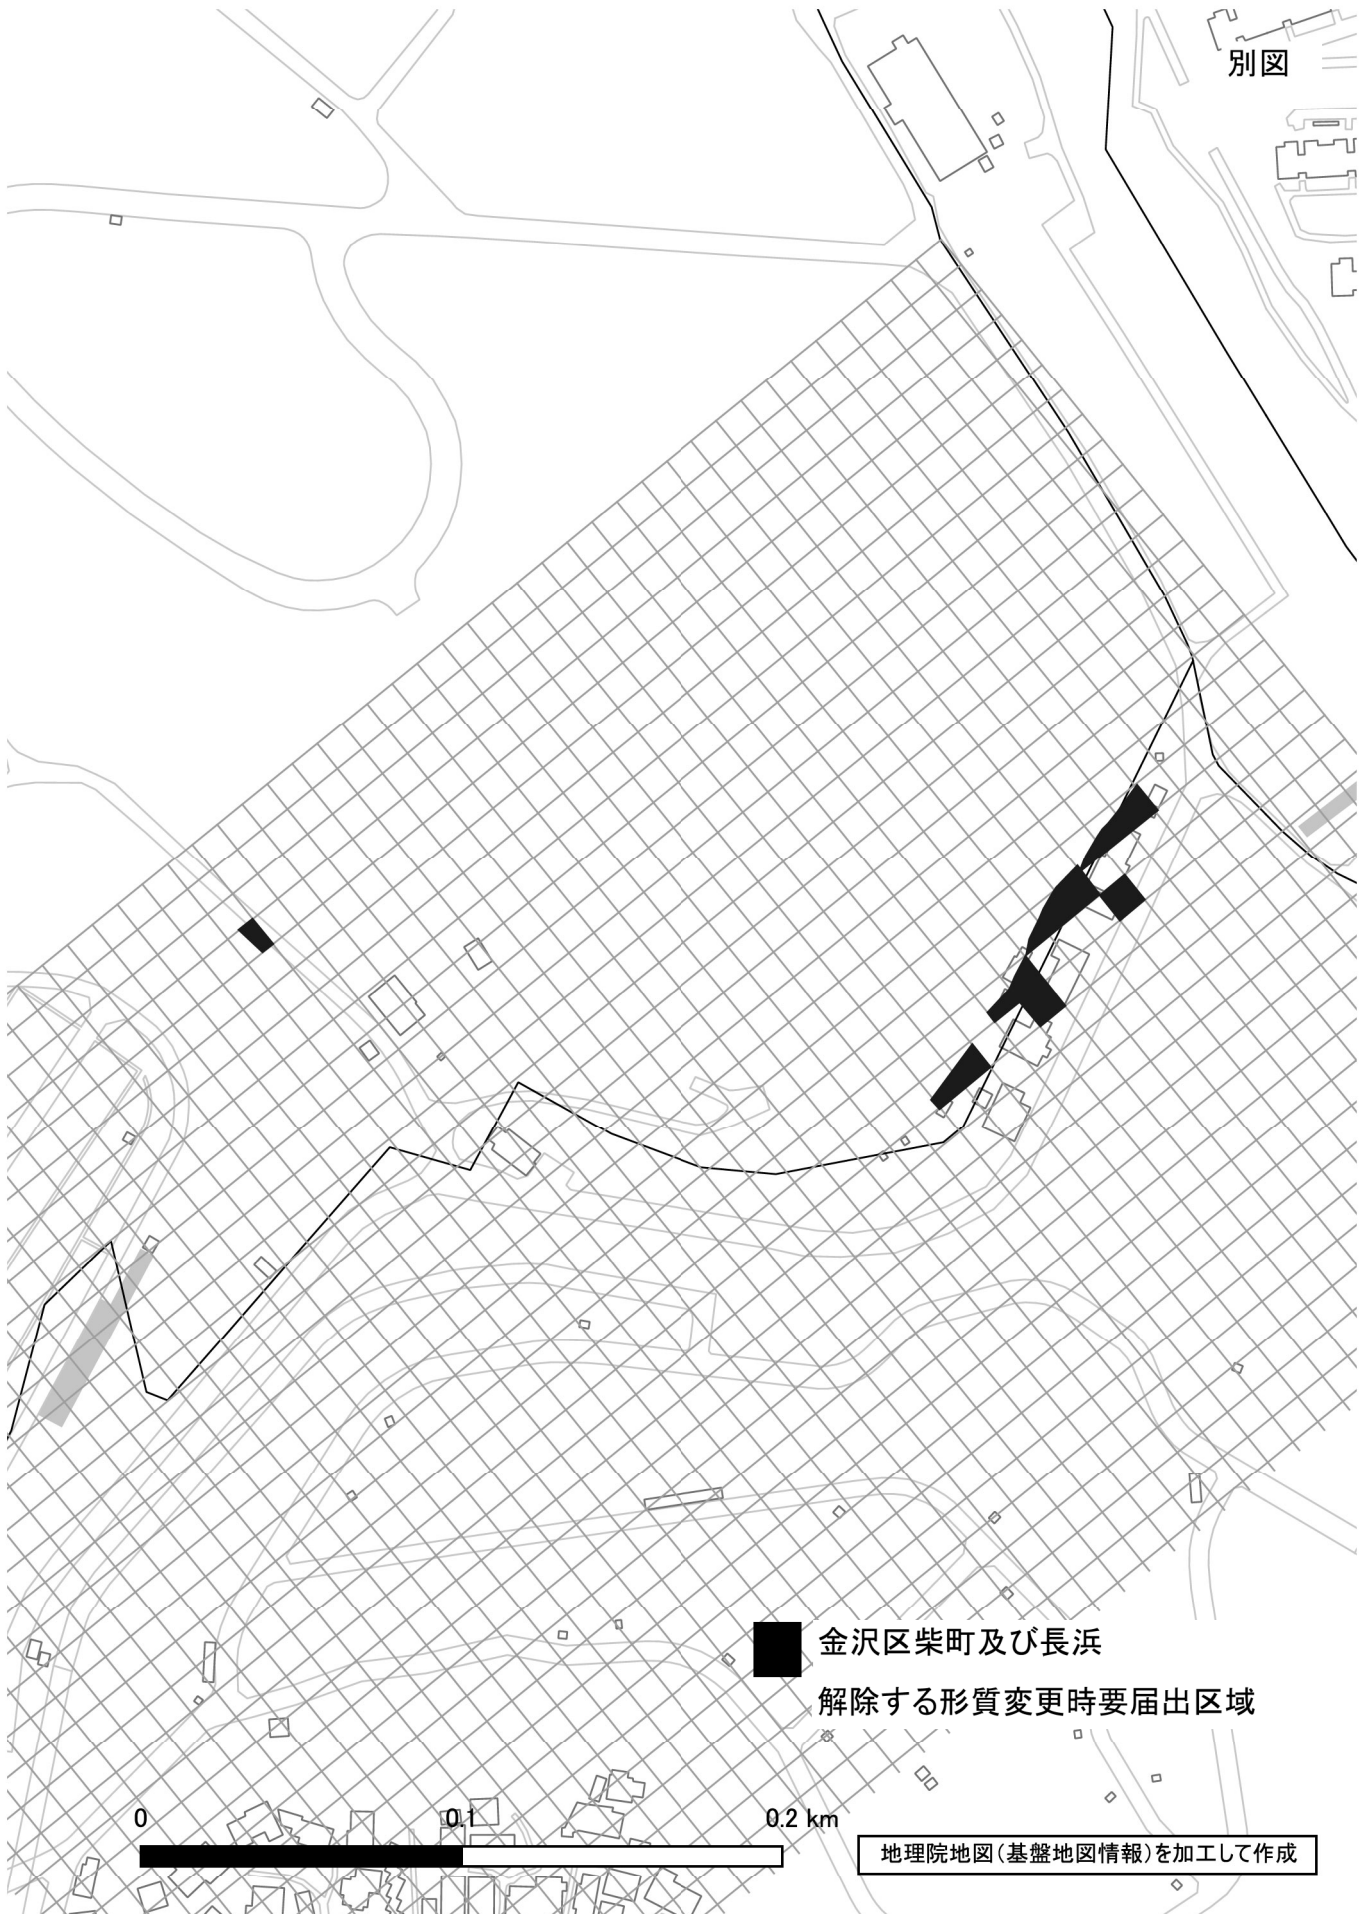 別図
金沢区柴町及び長浜
解除する形質変更時要届出区域
0 0.1 0.2 km
地理院地図(基盤地図情報)を加工して作成